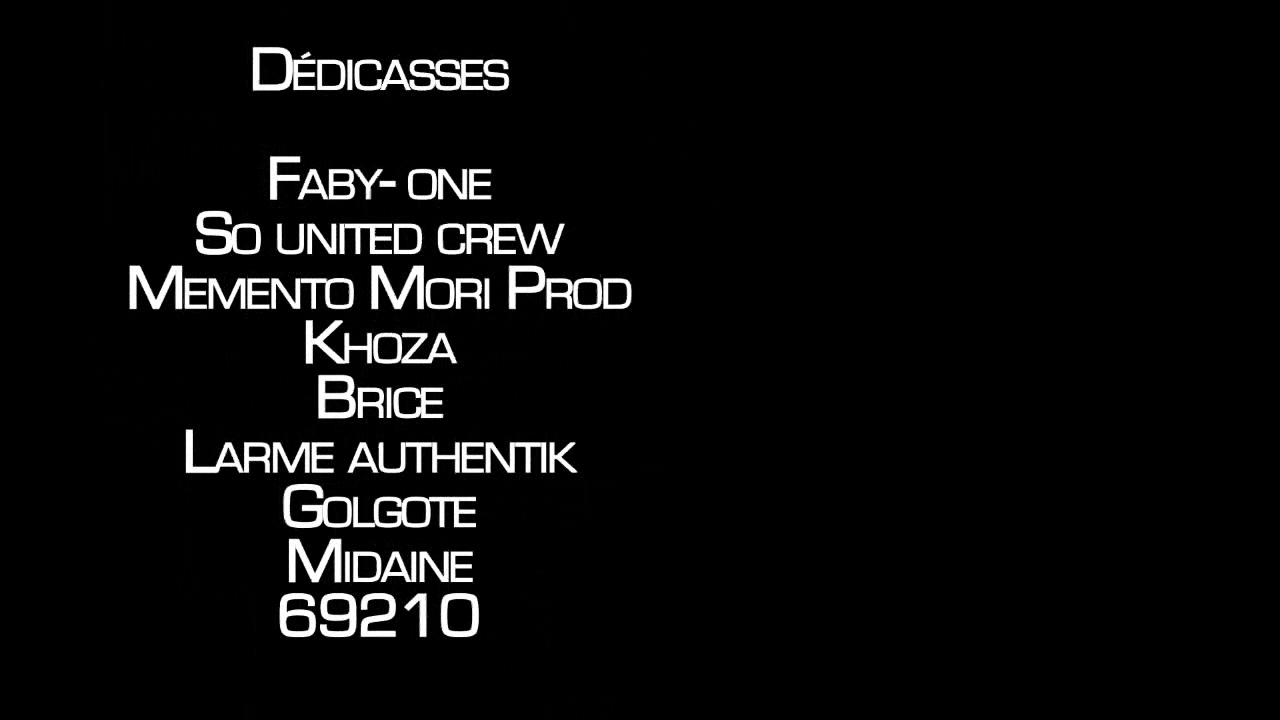 Dédicasses
Faby- one
So united crew
Memento Mori Prod
Khoza
Brice
Larme authentik
Golgote
Midaine
69210